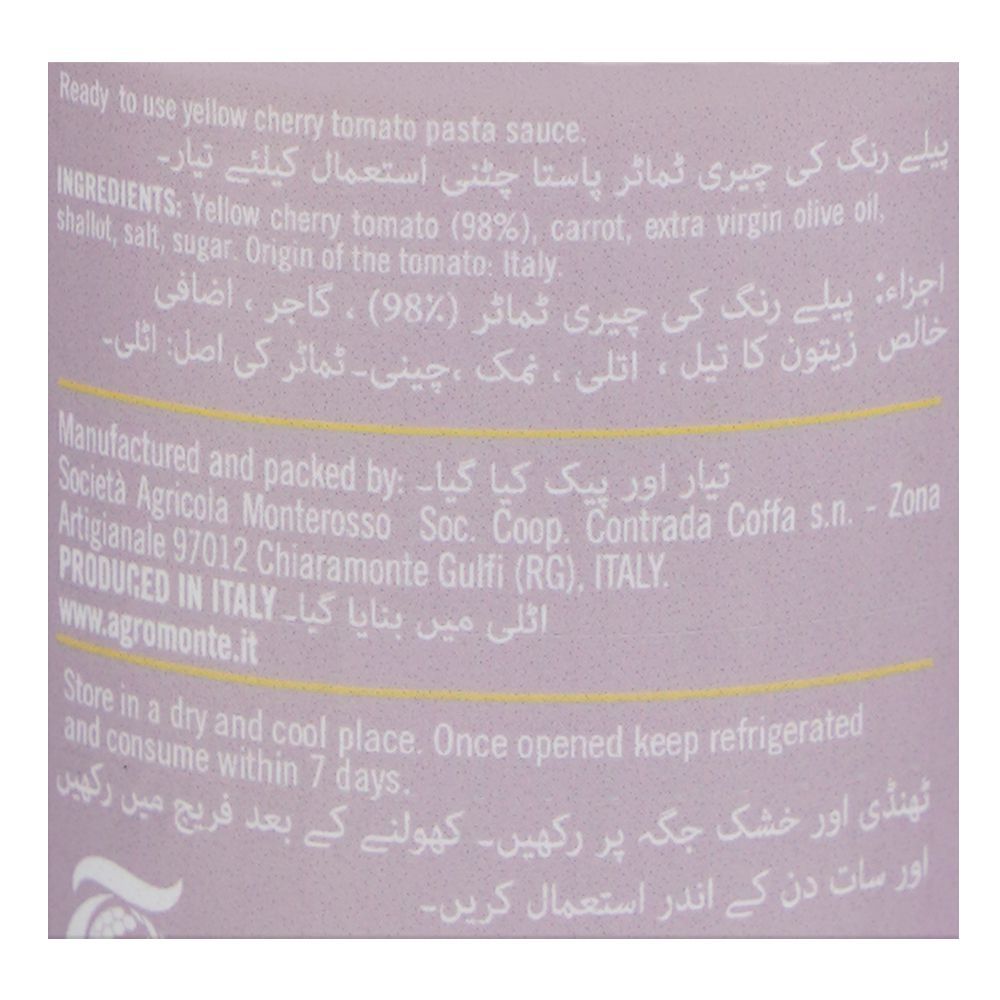 Ready to use yellow cherry tomato pasta sauce.
پیلے رنگ کی چیری ٹماٹر پاستا چٹنی استعمال کیلئے تیار۔
INGREDIENTS: Yellow cherry tomato (98%), carrot, extra virgin olive oil,
shallot, salt, sugar. Origin of the tomato: Italy.
اجزاء: پیلے رنگ کی چیری ٹماٹر (98٪) ، گاجر ، اضافی
خالص زیتون کا تیل ، اتلی ، نمک ،چینی۔ٹماٹر کی اصل: اٹلی۔
Manufactured and packed by: تیار اور پیک کیا گیا۔
Società Agricola Monterosso Soc. Coop. Contrada Coffa s.n. - Zona
Artigianale 97012 Chiaramonte Gulfi (RG), ITALY.
PRODUCED IN ITALY اٹلی میں بنایا گیا۔
www.agromonte.it
Store in a dry and cool place. Once opened keep refrigerated
and consume within 7 days.
ٹھنڈی اور خشک جگہ پر رکھیں۔ کھولنے کے بعد فریج میں رکھیں
اور سات دن کے اندر استعمال کریں۔